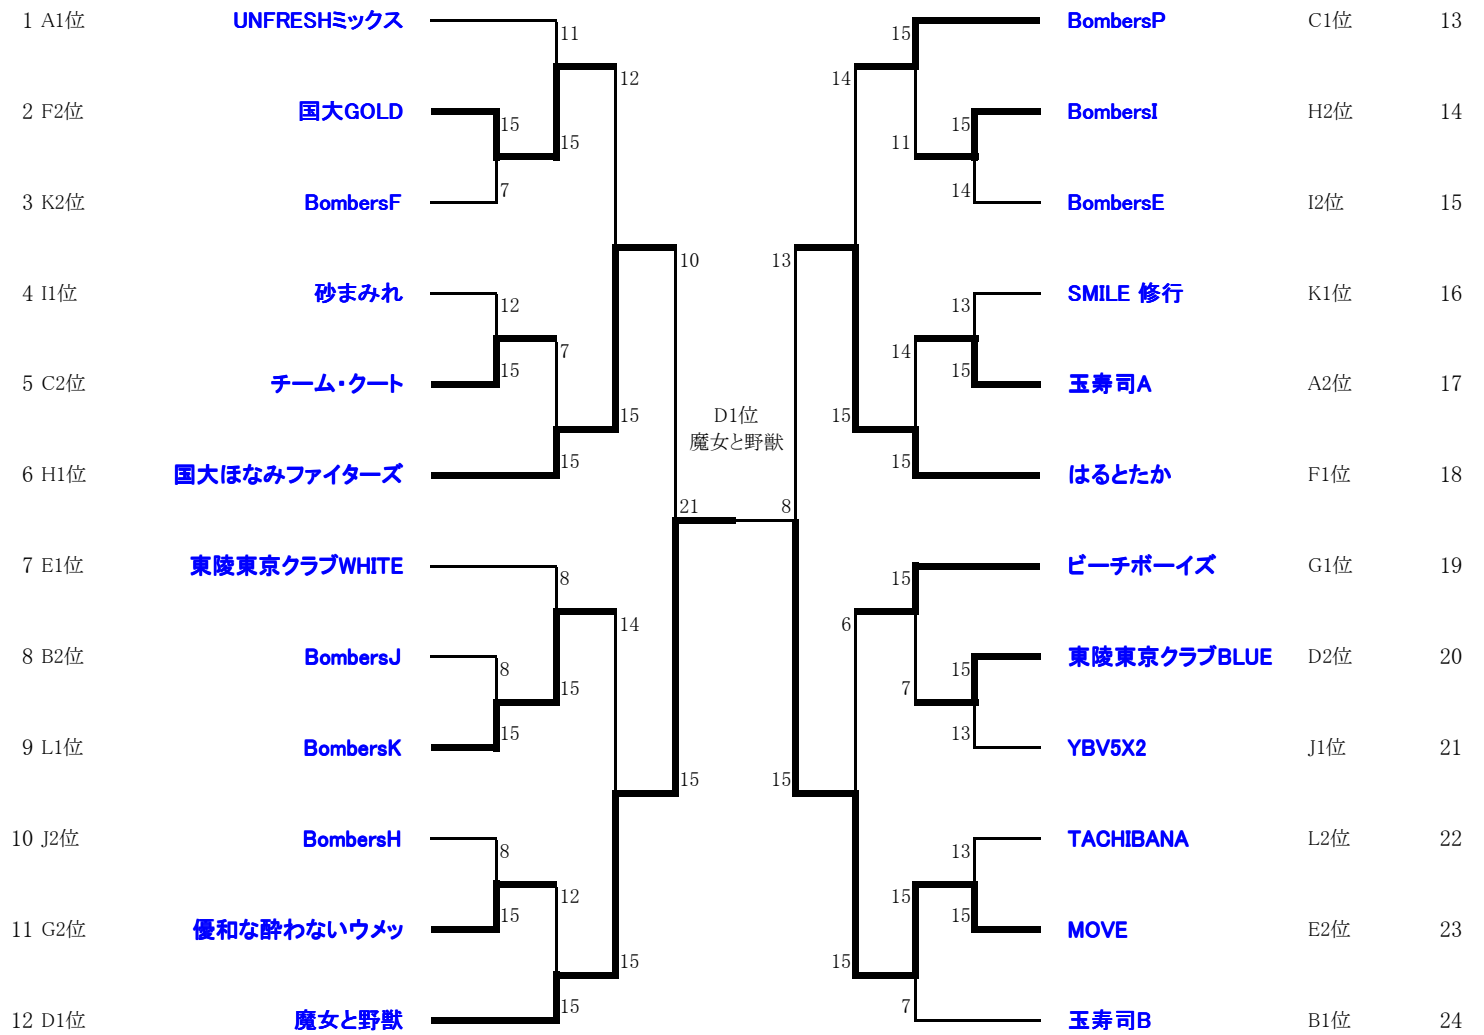 1 A1位 UNFRESHミックス 11 15 BombersP C1位 13
12 14
2 F2位 国大GOLD 15 15 11 15 BombersI H2位 14
3 K2位 BombersF 7 14 BombersE I2位 15
10 13
4 I1位 砂まみれ 12 13 SMILE 修行 K1位 16
7 14
5 C2位 チーム・クート 15 15 玉寿司A A2位 17
15 D1位 15
魔女と野獣
6 H1位 国大ほなみファイターズ 15 15 はるとたか F1位 18
21 8
7 E1位 東陵東京クラブWHITE 8 15 ビーチボーイズ G1位 19
14 6
8 B2位 BombersJ 8 15 7 15 東陵東京クラブBLUE D2位 20
9 L1位 BombersK 15 13 YBV5X2 J1位 21
15 15
10 J2位 BombersH 8 13 TACHIBANA L2位 22
12 15
11 G2位 優和な酔わないウメッ 15 15 MOVE E2位 23
15 15
12 D1位 魔女と野獣 15 7 玉寿司B B1位 24